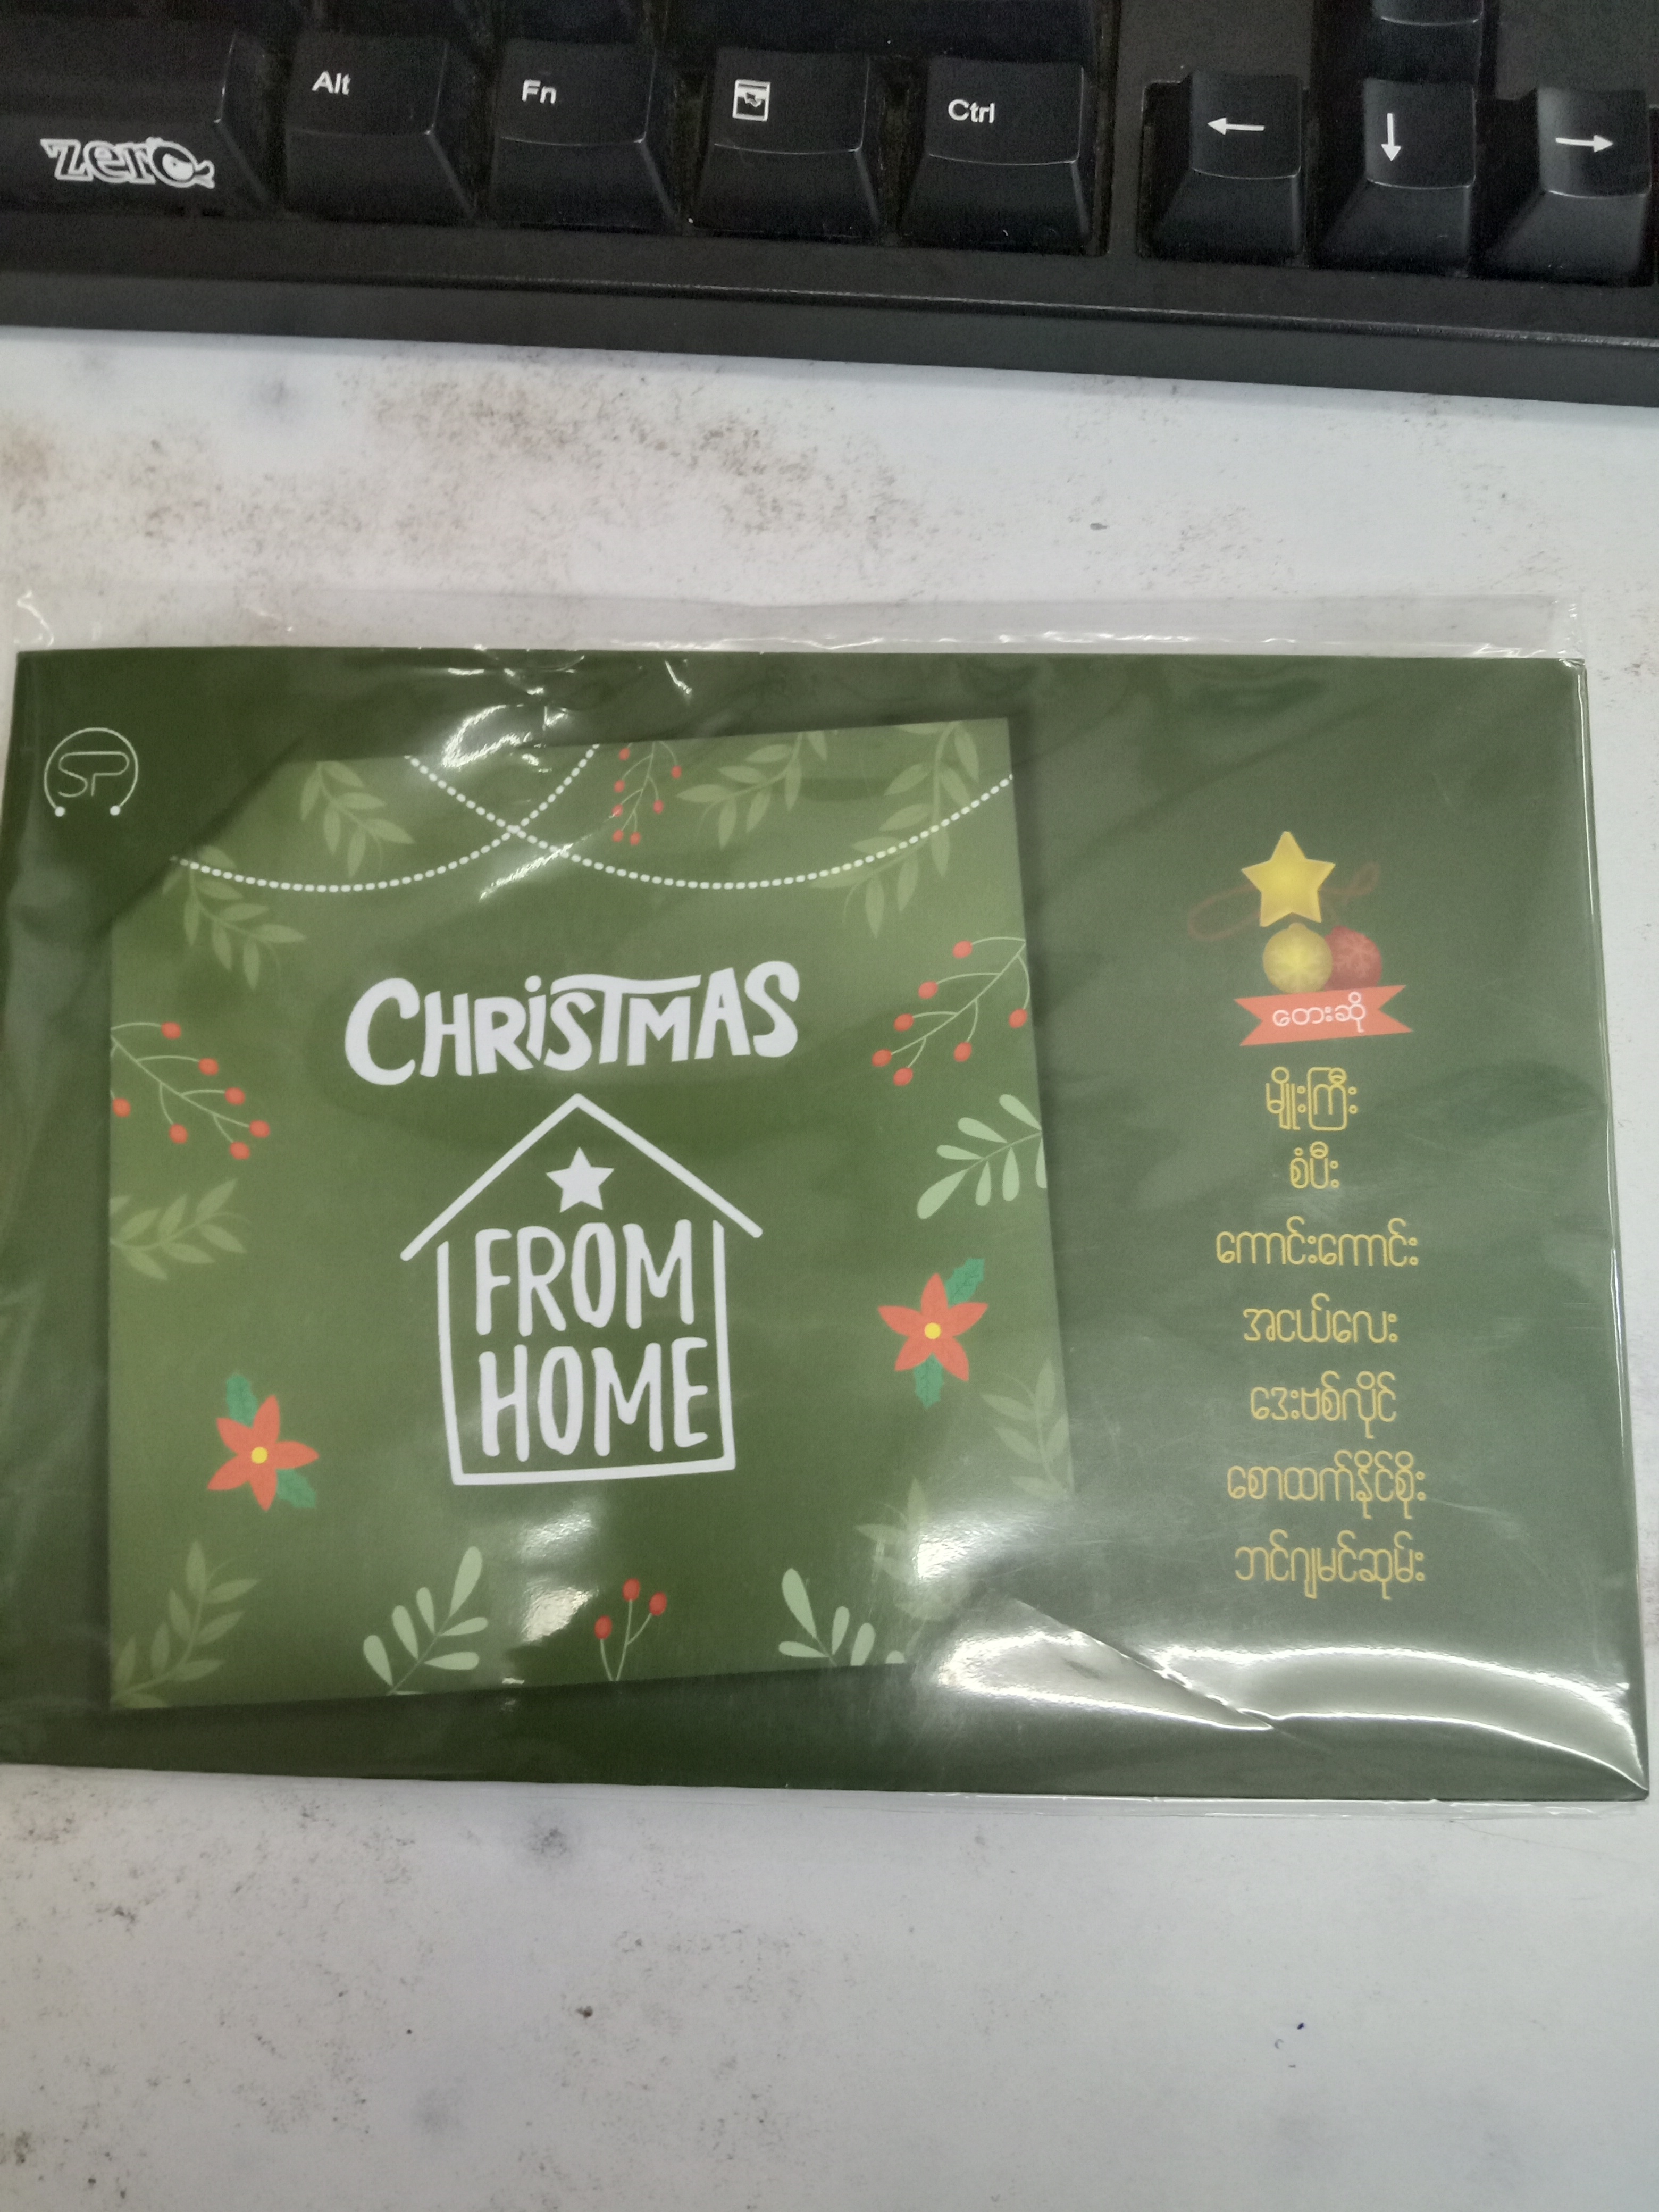 Alt
Fn
Ctrl
← ↓ →
zero
SP
CHRiSTMAS
FROM
HOME
တေးဆို
မျိုးကြီး
စံပီး
ကောင်းကောင်း
အငယ်လေး
ဒေးဗစ်လိုင်
စောထက်နိုင်စိုး
ဘင်ဂျမင်ဆုမ်း